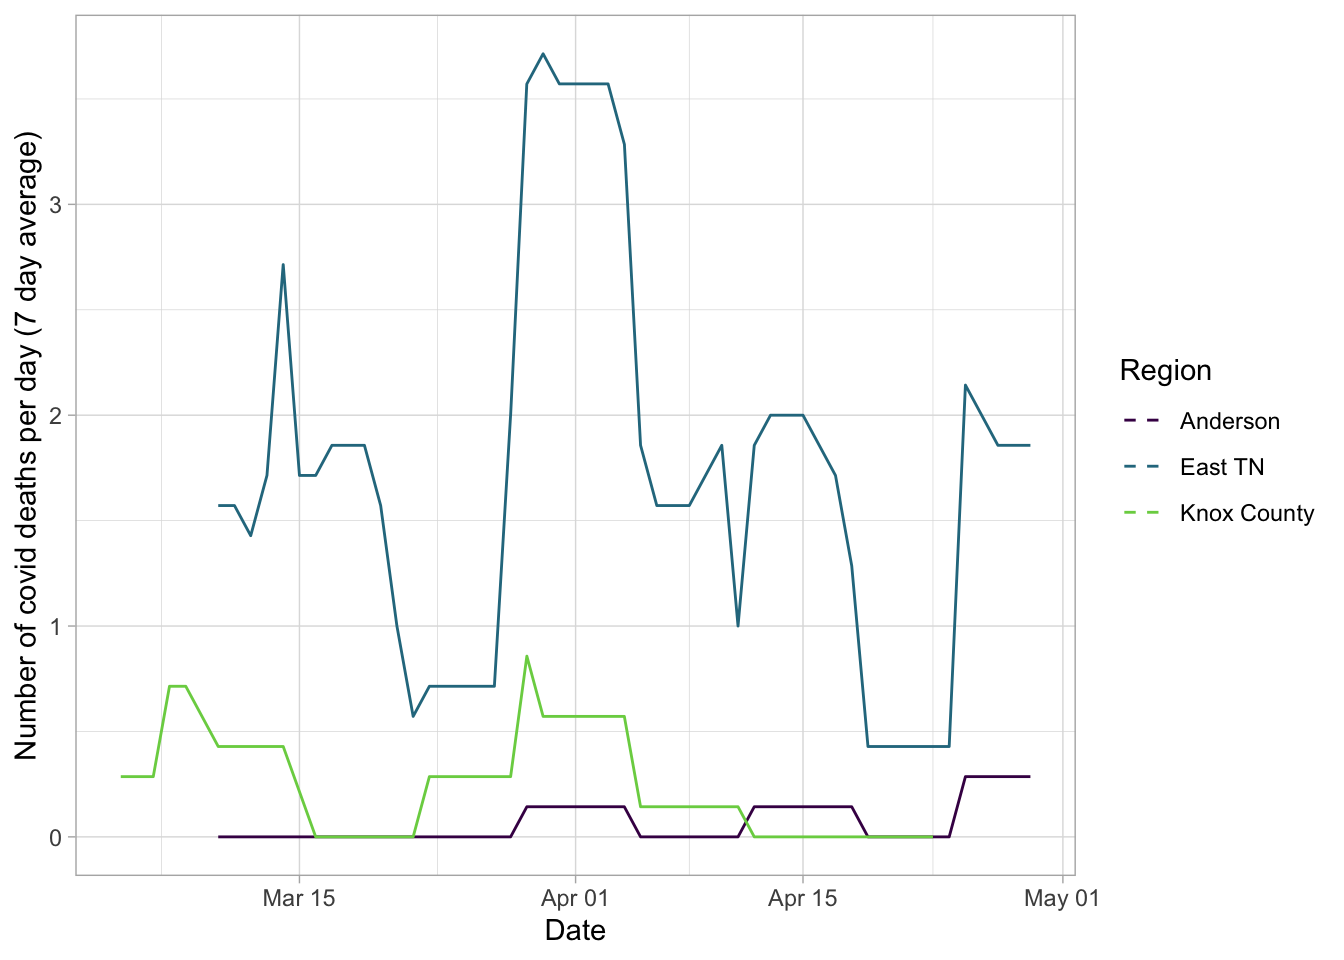 Number of covid deaths per day (7 day average)
3
2
1
0
Mar 15
Apr 01
Apr 15
May 01
Date
Region
Anderson
East TN
Knox County